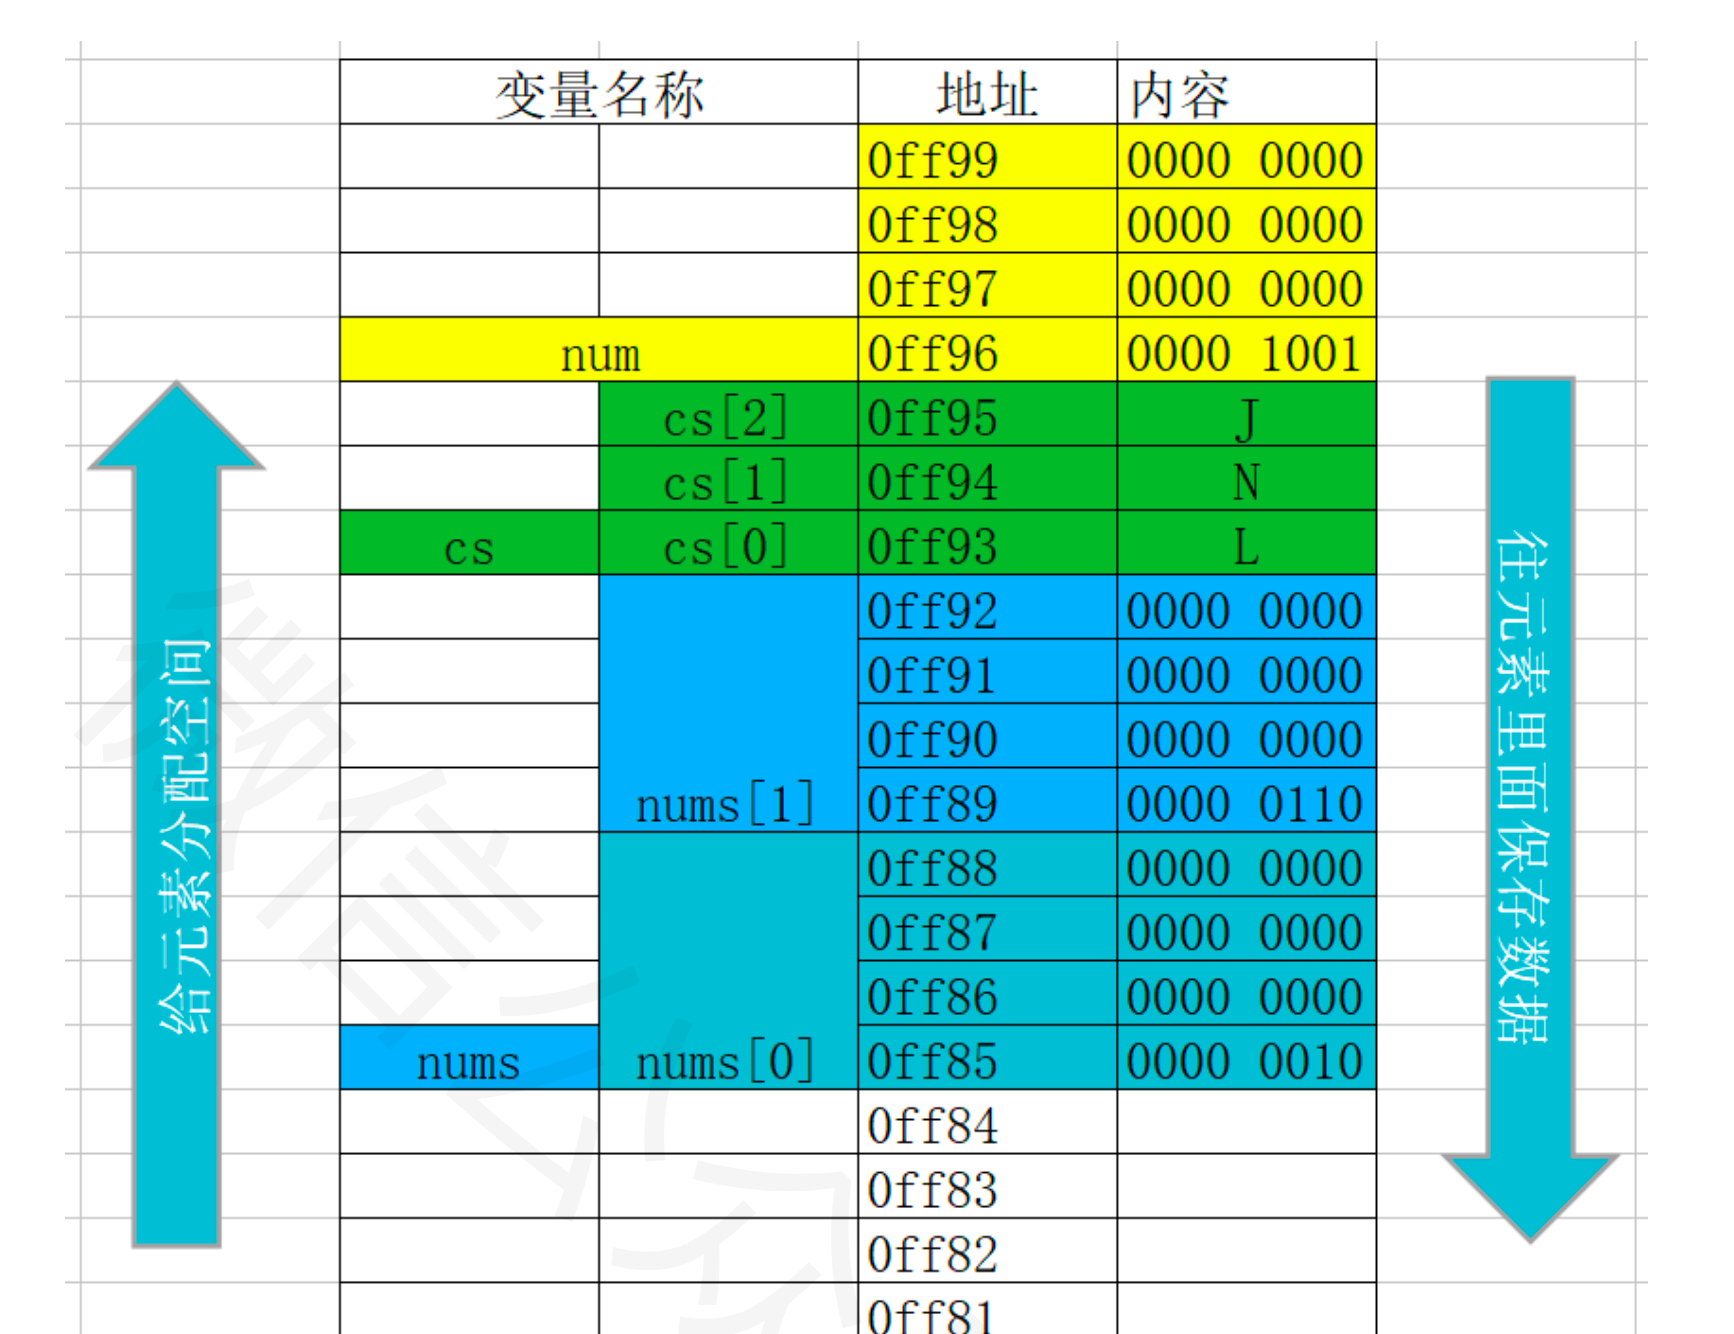 变量名称 地址 内容
0ff99 0000 0000
0ff98 0000 0000
0ff97 0000 0000
num 0ff96 0000 1001
cs[2] 0ff95 J
cs[1] 0ff94 N
cs cs[0] 0ff93 L
0ff92 0000 0000
0ff91 0000 0000
0ff90 0000 0000
nums[1] 0ff89 0000 0110
0ff88 0000 0000
0ff87 0000 0000
0ff86 0000 0000
nums nums[0] 0ff85 0000 0010
0ff84
0ff83
0ff82
0ff81
给元素分配空间
往元素里面保存数据
微信公众